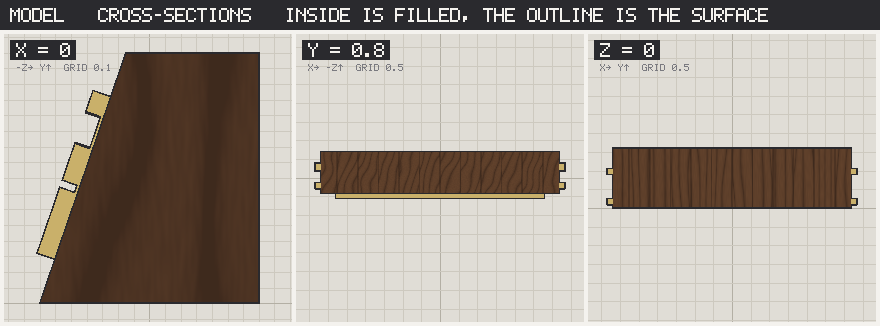 MODEL CROSS-SECTIONS INSIDE IS FILLED, THE OUTLINE IS THE SURFACE
X = 0
-Z→ Y↑ GRID 0.1
Y = 0.8
X→ -Z↑ GRID 0.5
Z = 0
X→ Y↑ GRID 0.5